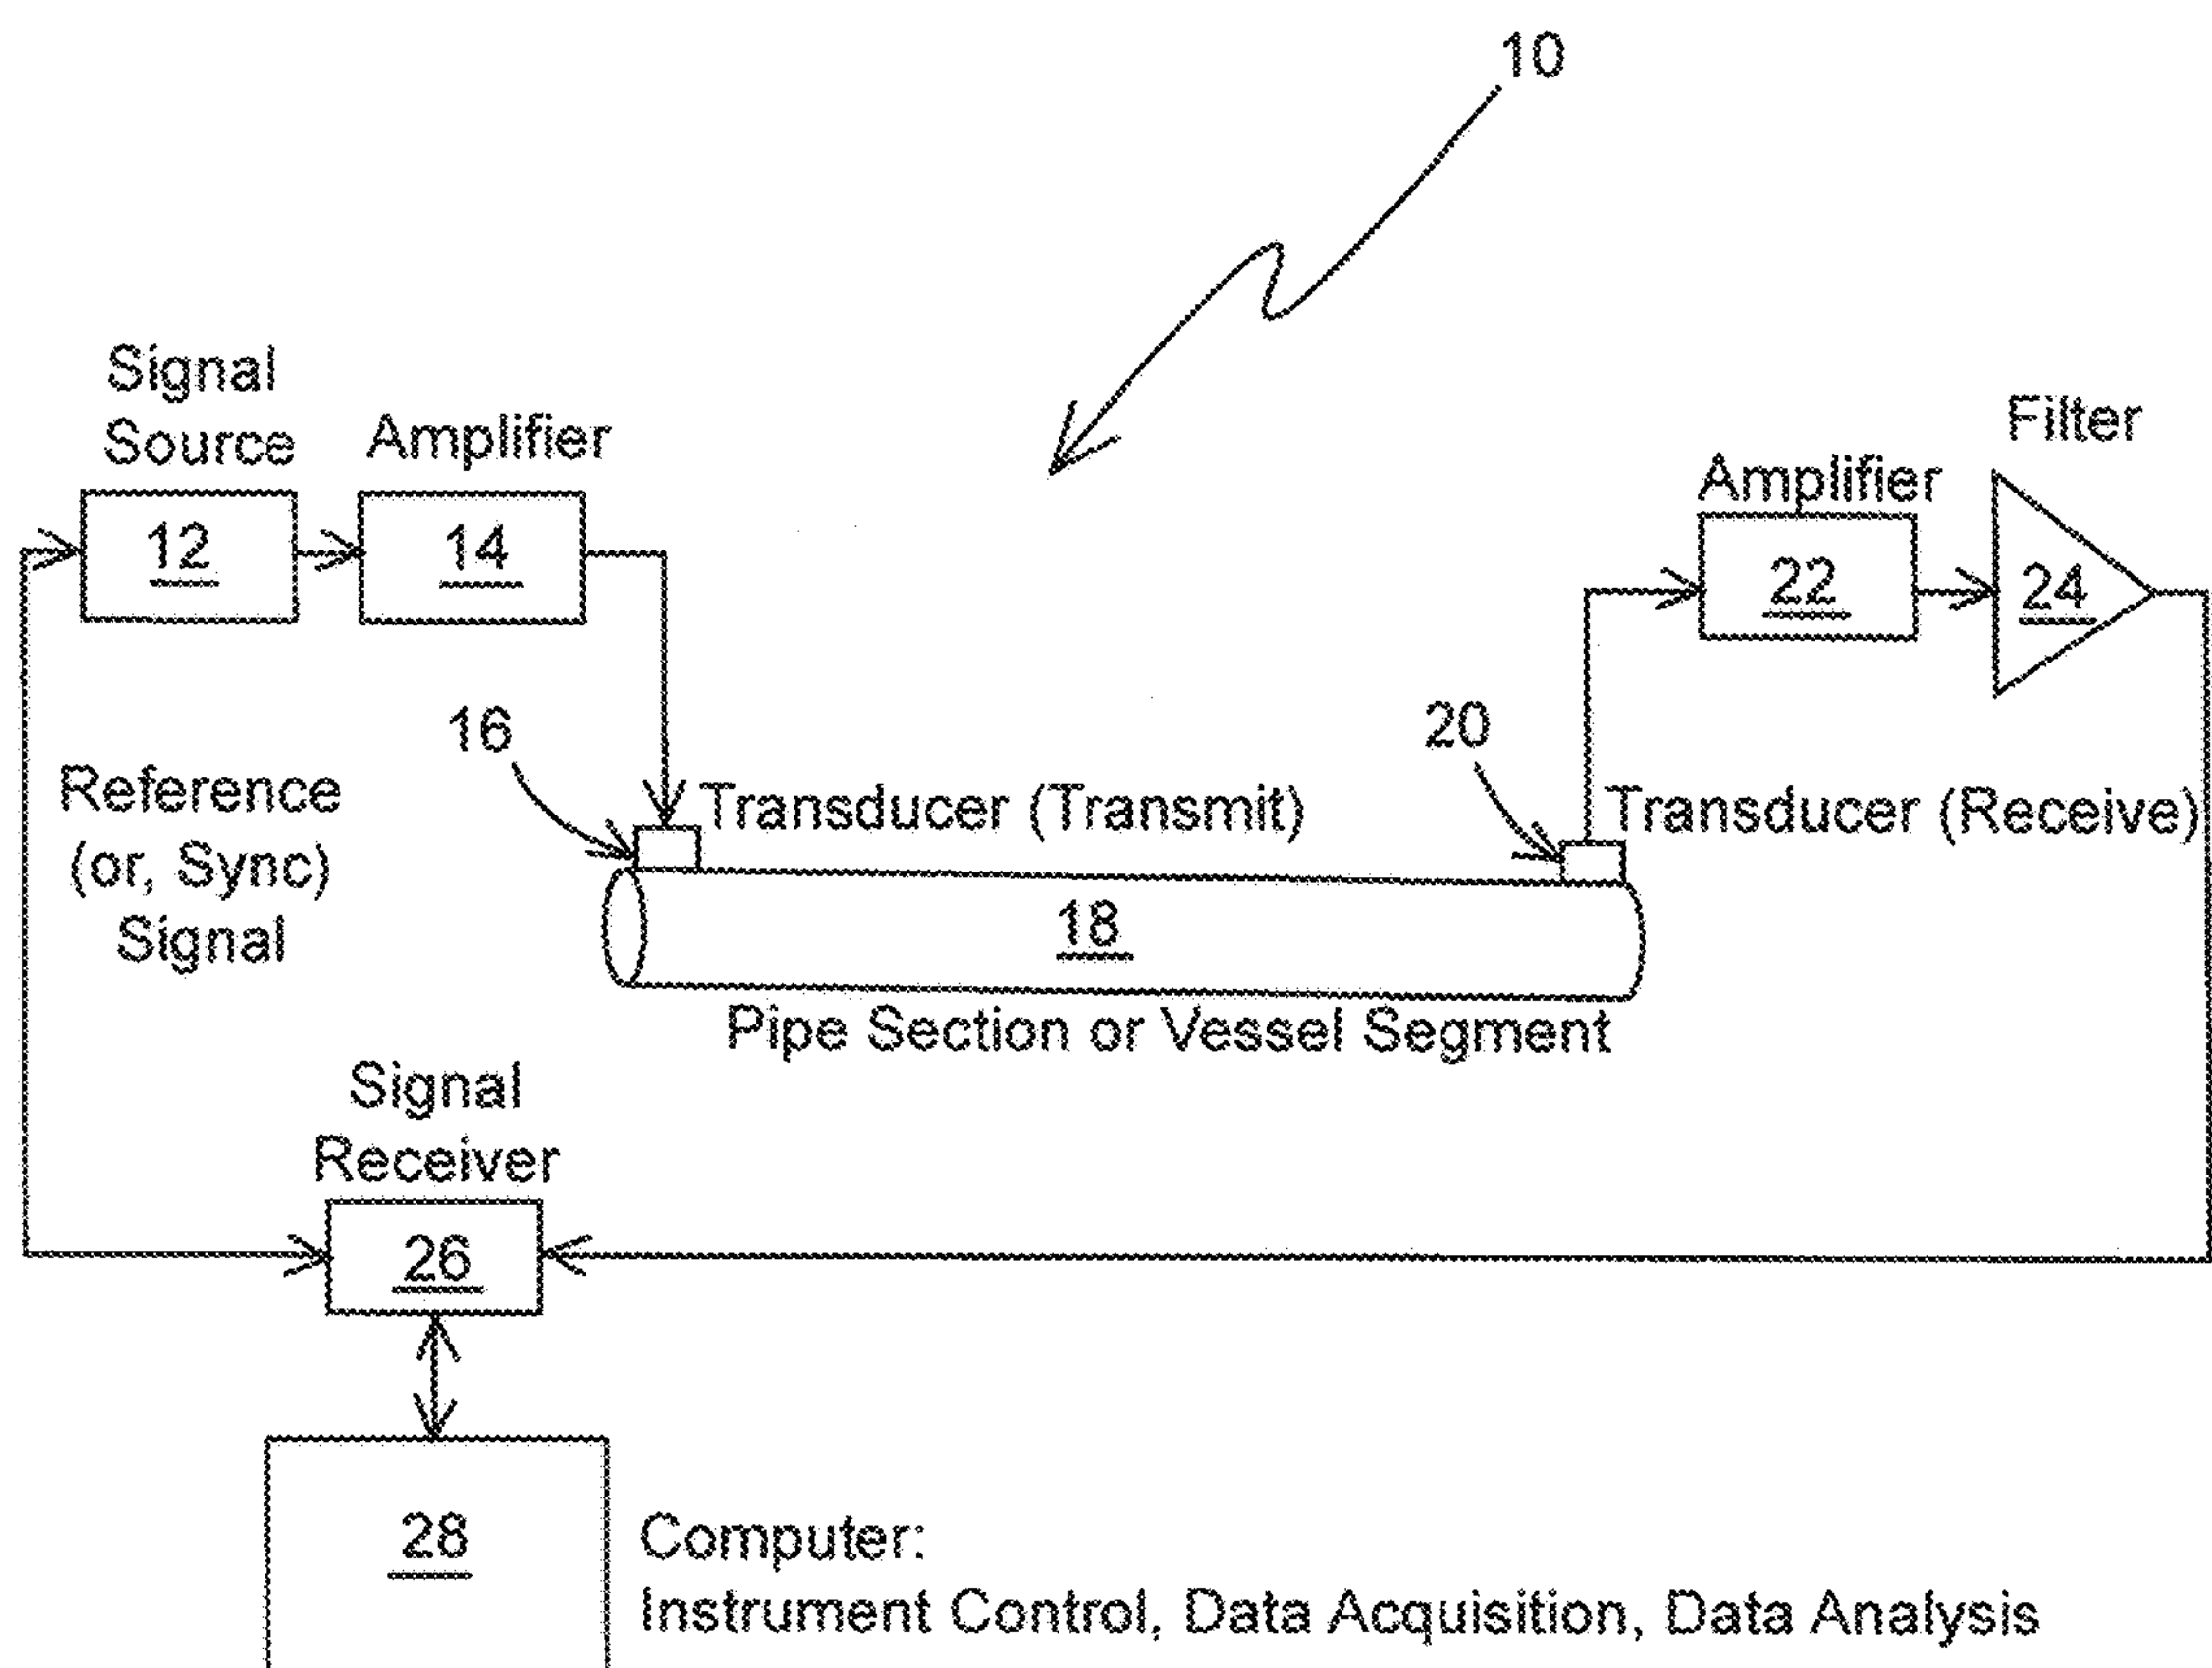 10
Signal
Source
Amplifier
Filter
Amplifier
12
14
22
24
16
20
Reference
(or, Sync)
Signal
Transducer (Transmit)
Transducer (Receive)
18
Pipe Section or Vessel Segment
Signal
Receiver
26
28
Computer:
Instrument Control, Data Acquisition, Data Analysis